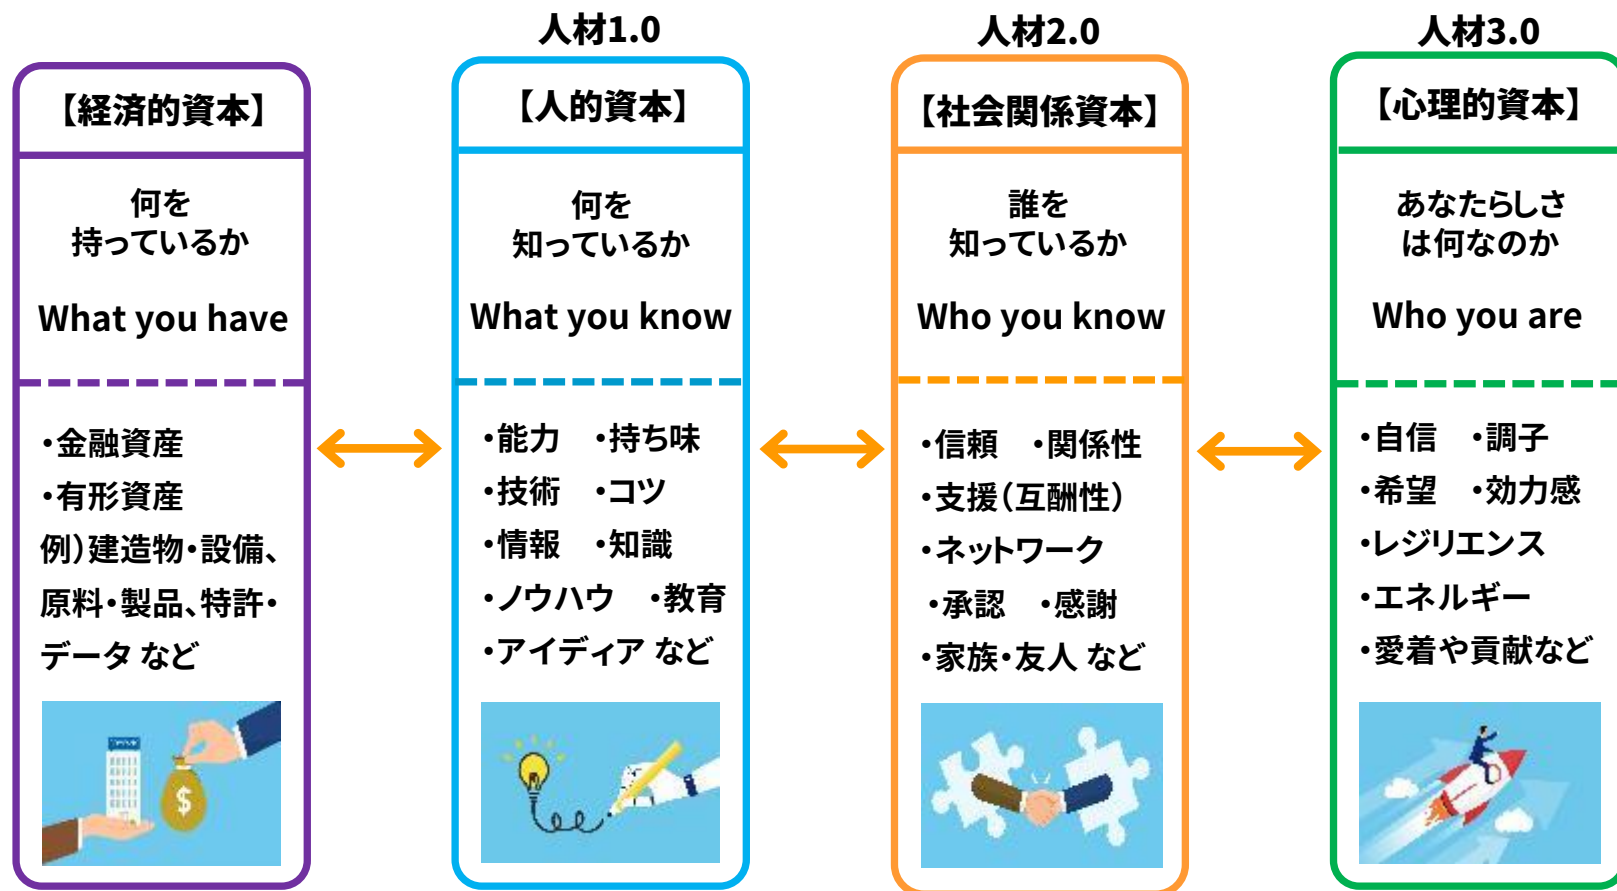 【経済的資本】
何を
持っているか
What you have
・金融資産
・有形資産
例)建造物・設備、
原料・製品、特許・
データ など
人材1.0
【人的資本】
何を
知っているか
What you know
・能力 ・持ち味
・技術 ・コツ
・情報 ・知識
・ノウハウ ・教育
・アイディア など
人材2.0
【社会関係資本】
誰を
知っているか
Who you know
・信頼 ・関係性
・支援(互酬性)
・ネットワーク
・承認 ・感謝
・家族・友人 など
人材3.0
【心理的資本】
あなたらしさ
は何なのか
Who you are
・自信 ・調子
・希望 ・効力感
・レジリエンス
・エネルギー
・愛着や貢献など
$